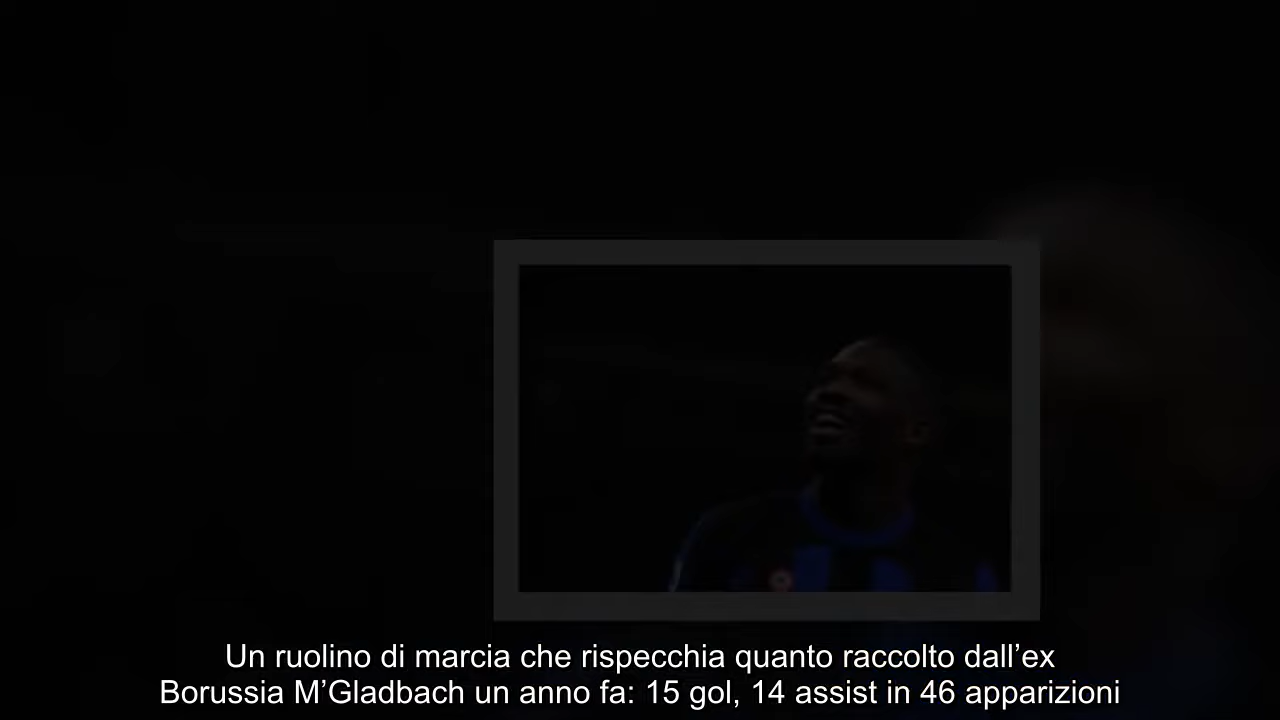 Un ruolino di marcia che rispecchia quanto raccolto dall’ex
Borussia M’Gladbach un anno fa: 15 gol, 14 assist in 46 apparizioni